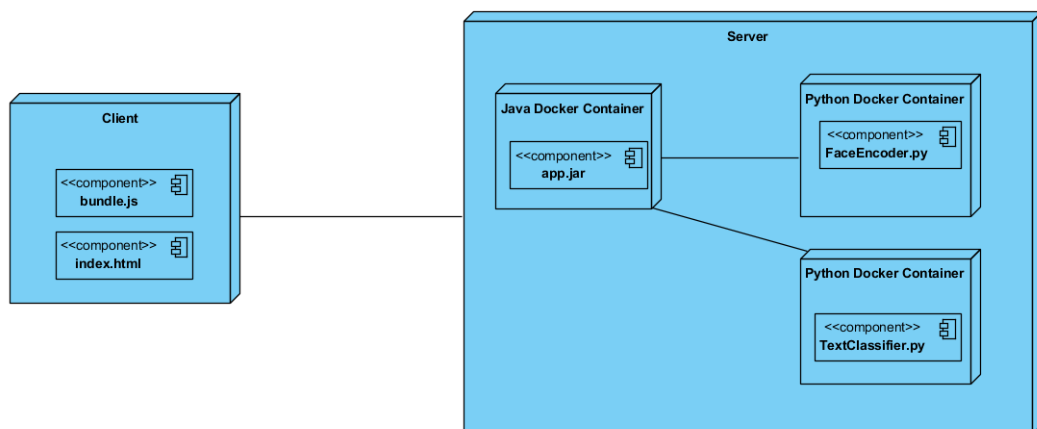 Client
<<component>>
bundle.js
<<component>>
index.html
Server
Java Docker Container
<<component>>
app.jar
Python Docker Container
<<component>>
FaceEncoder.py
Python Docker Container
<<component>>
TextClassifier.py